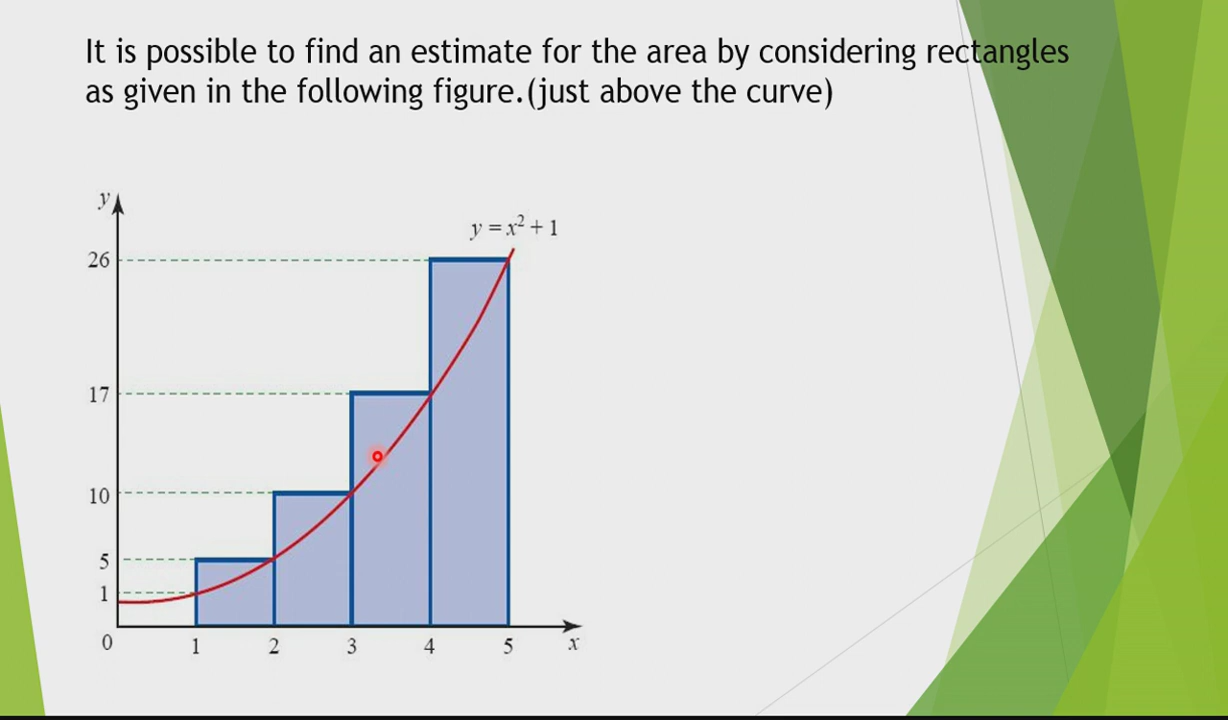 It is possible to find an estimate for the area by considering rectangles
as given in the following figure.(just above the curve)
y
y = x² + 1
26
17
10
5
1
0 1 2 3 4 5 x